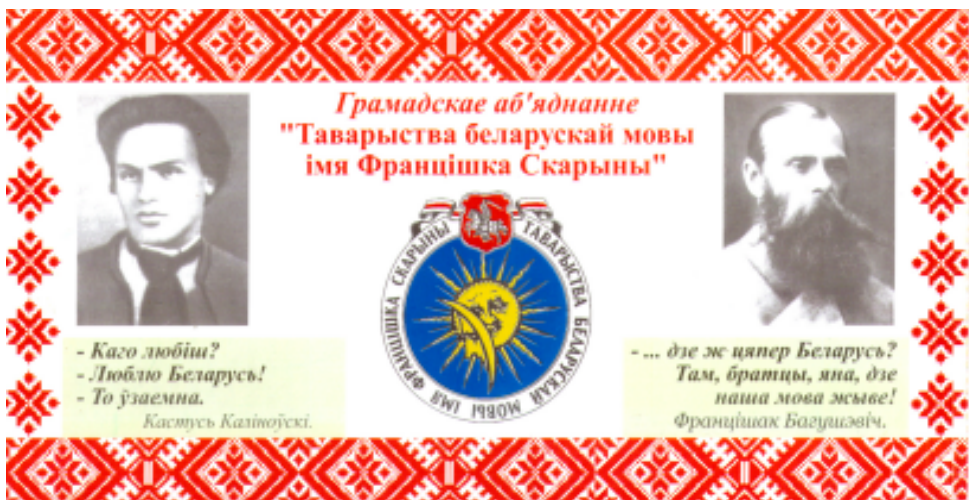 Грамадскае аб'яднанне
"Таварыства беларускай мовы
імя Францішка Скарыны"
ТАВАРЫСТВА БЕЛАРУСКАЙ МОВЫ ІМЯ ФРАНЦІШКА СКАРЫНЫ
- Каго любіш?
- Люблю Беларусь!
- То ўзаемна.
Кастусь Каліноўскі.
- ... дзе ж цяпер Беларусь?
Там, братцы, яна, дзе
наша мова жыве!
Францішак Багушэвіч.